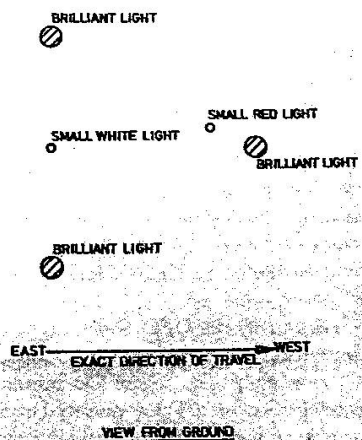 BRILLIANT LIGHT
SMALL WHITE LIGHT
SMALL RED LIGHT
BRILLIANT LIGHT
BRILLIANT LIGHT
EAST
WEST
EXACT DIRECTION OF TRAVEL
VIEW FROM GROUND